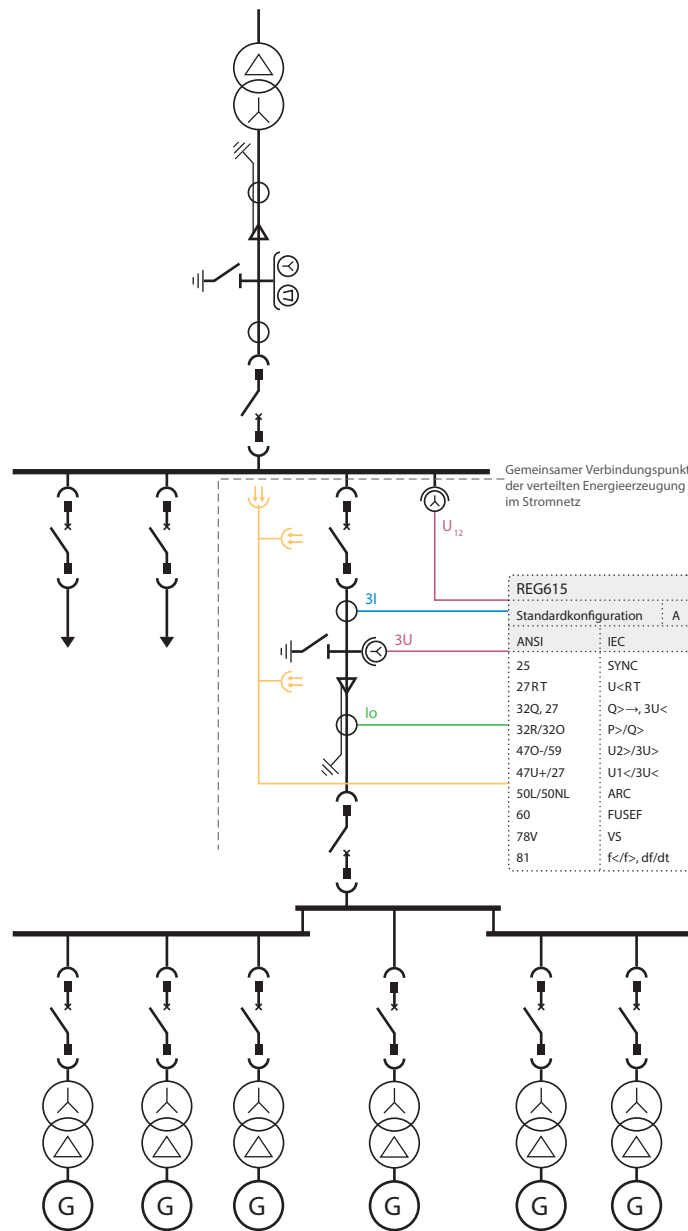 Gemeinsamer Verbindungspunkt
der verteilten Energieerzeugung
im Stromnetz
U12
REG615
3I
Standardkonfiguration A
3U
ANSI IEC
25 SYNC
27RT U<RT
32Q, 27 Q>→, 3U<
Io
32R/32O P>/Q>
47O-/59 U2>/3U>
47U+/27 U1</3U<
50L/50NL ARC
60 FUSEF
78V VS
81 f</f>, df/dt
G G G G G G